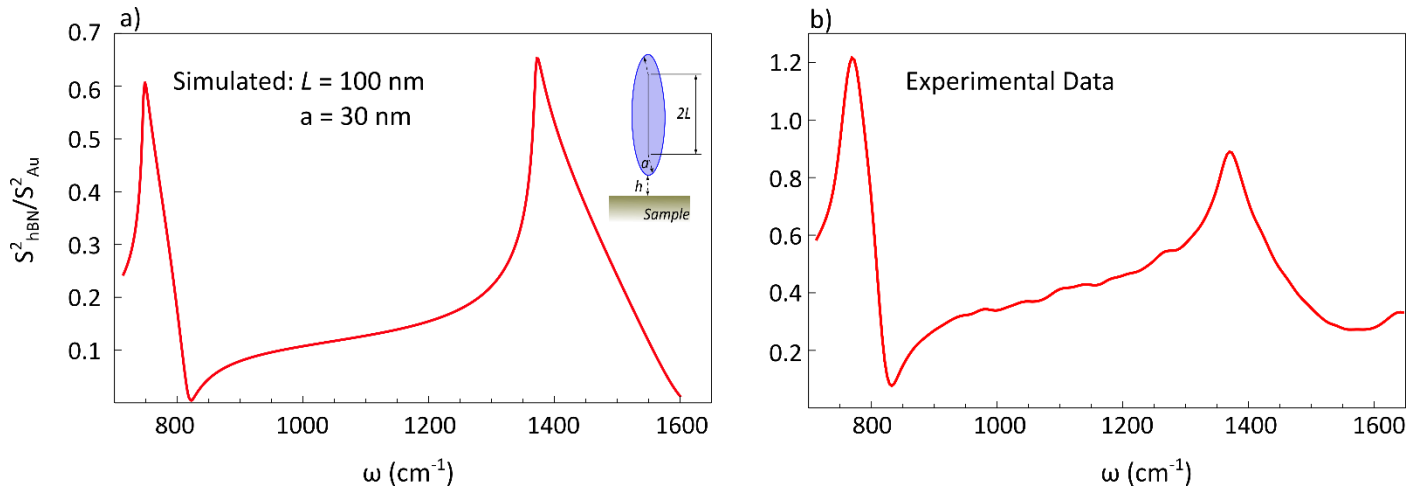 a)
S²hBN/S²Au
0.7
0.6
0.5
0.4
0.3
0.2
0.1
Simulated: L = 100 nm
a = 30 nm
2L
a
h
Sample
800
1000
1200
1400
1600
ω (cm⁻¹)
b)
Experimental Data
1.2
1.0
0.8
0.6
0.4
0.2
800
1000
1200
1400
1600
ω (cm⁻¹)